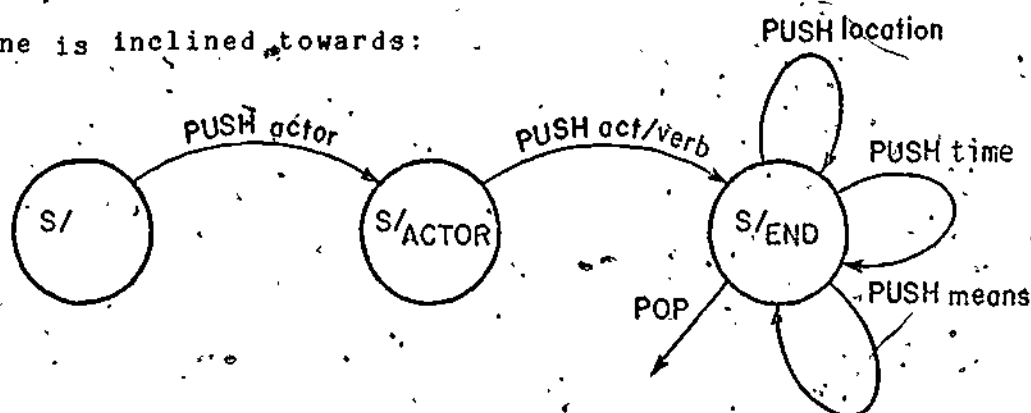 ne is inclined towards:
PUSH location
PUSH actor
PUSH act/verb
PUSH time
S/
S/ACTOR
S/END
PUSH means
POP